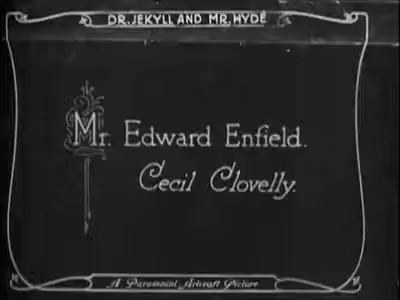 DR. JEKYLL AND MR. HYDE
Mr. Edward Enfield.
Cecil Clovelly.
A Paramount Artcraft Picture